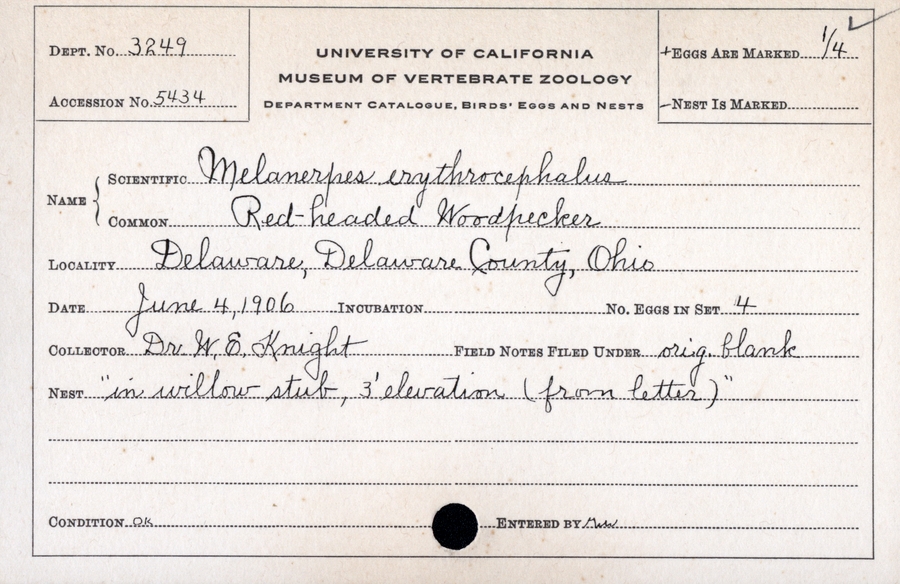 Dept. No. 3249
Accession No. 5434
UNIVERSITY OF CALIFORNIA
MUSEUM OF VERTEBRATE ZOOLOGY
Department Catalogue, Birds' Eggs and Nests
+Eggs Are Marked 1/4 ✓
-Nest Is Marked
Name { Scientific Melanerpes erythrocephalus
Common Red-headed Woodpecker
Locality Delaware, Delaware County, Ohio
Date June 4, 1906 Incubation No. Eggs in Set 4
Collector Dr. W. E. Knight Field Notes Filed Under orig. blank
Nest "in willow stub, 3' elevation (from letter)"
Condition OK Entered by